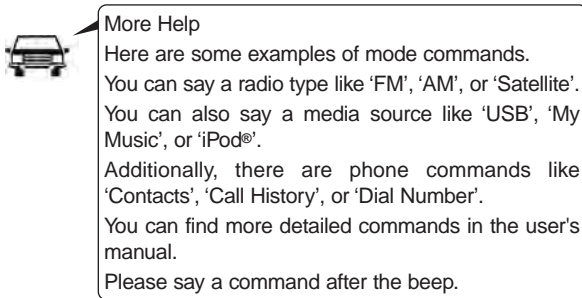 More Help
Here are some examples of mode commands.
You can say a radio type like ‘FM’, ‘AM’, or ‘Satellite’.
You can also say a media source like ‘USB’, ‘My
Music’, or ‘iPod®’.
Additionally, there are phone commands like
‘Contacts’, ‘Call History’, or ‘Dial Number’.
You can find more detailed commands in the user's
manual.
Please say a command after the beep.